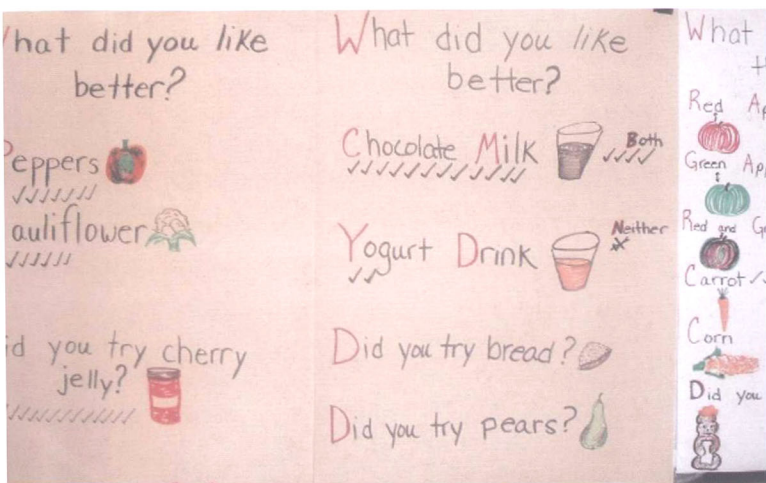 hat did you like
better?
eppers
auliflower
id you try cherry
jelly?
What did you like
better?
Chocolate Milk
Both
Yogurt Drink
Neither
Did you try bread?
Did you try pears?
What
Red Ap
Green Ap
Red and G
Carrot
Corn
Did you